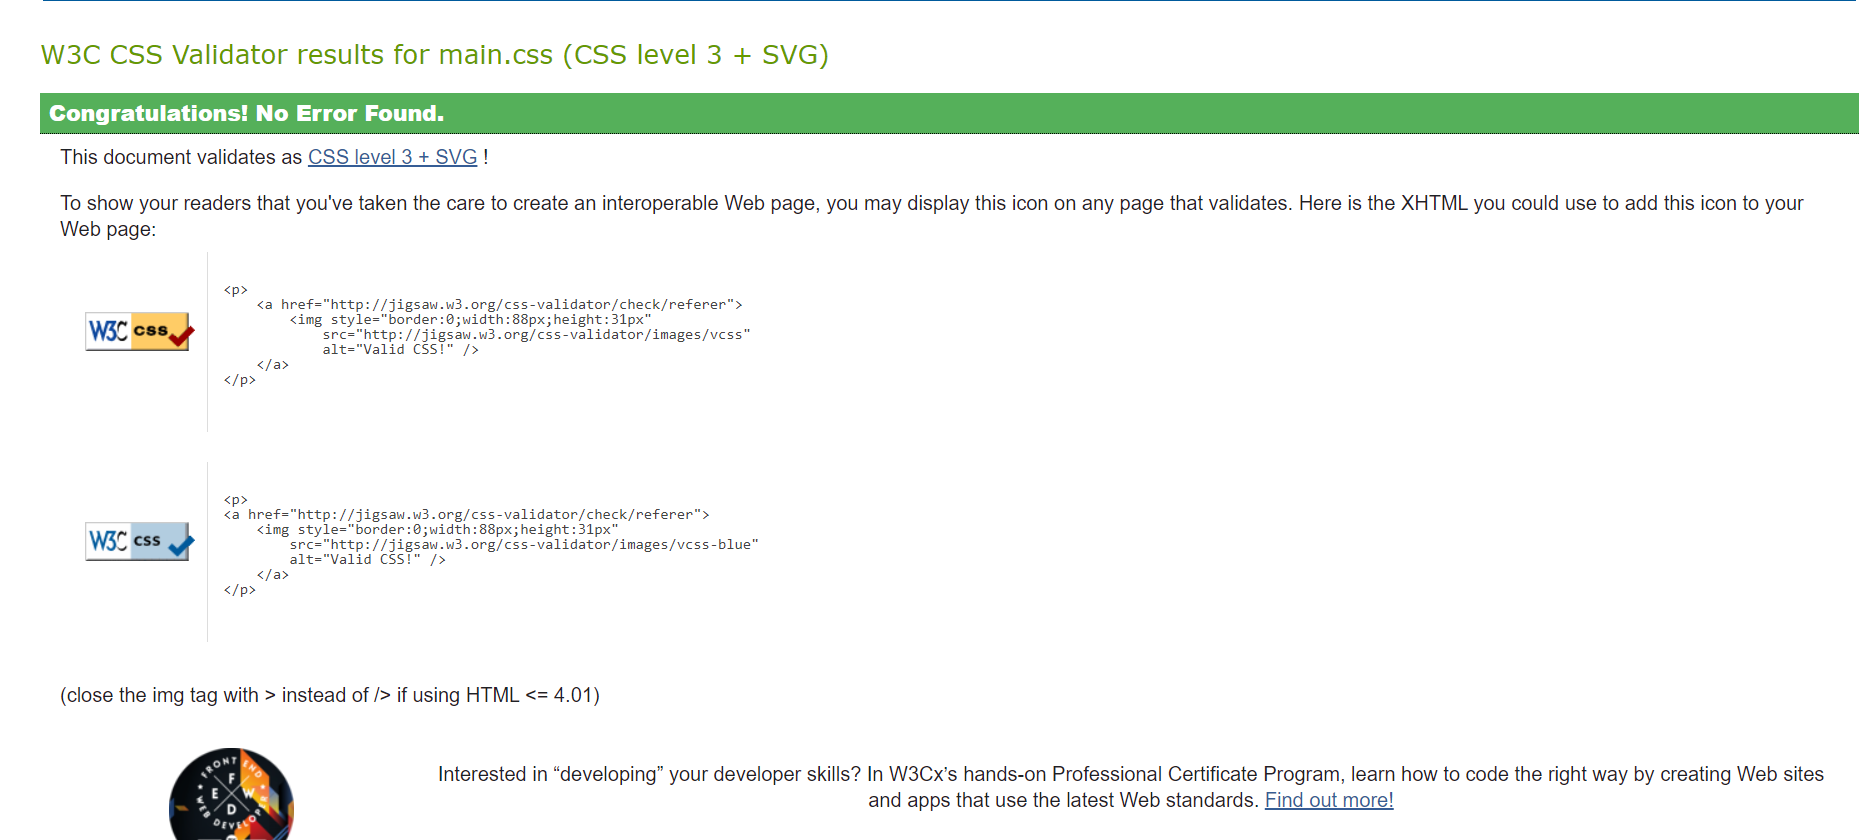 W3C CSS Validator results for main.css (CSS level 3 + SVG)
Congratulations! No Error Found.
This document validates as CSS level 3 + SVG !
To show your readers that you've taken the care to create an interoperable Web page, you may display this icon on any page that validates. Here is the XHTML you could use to add this icon to your
Web page:
W3C css
<p>
<a href="http://jigsaw.w3.org/css-validator/check/referer">
<img style="border:0;width:88px;height:31px"
src="http://jigsaw.w3.org/css-validator/images/vcss"
alt="Valid CSS!" />
</a>
</p>
W3C css
<p>
<a href="http://jigsaw.w3.org/css-validator/check/referer">
<img style="border:0;width:88px;height:31px"
src="http://jigsaw.w3.org/css-validator/images/vcss-blue"
alt="Valid CSS!" />
</a>
</p>
(close the img tag with > instead of /> if using HTML <= 4.01)
FRONT END
F
E W
D
WEB DEVELOP
Interested in “developing” your developer skills? In W3Cx’s hands-on Professional Certificate Program, learn how to code the right way by creating Web sites
and apps that use the latest Web standards. Find out more!